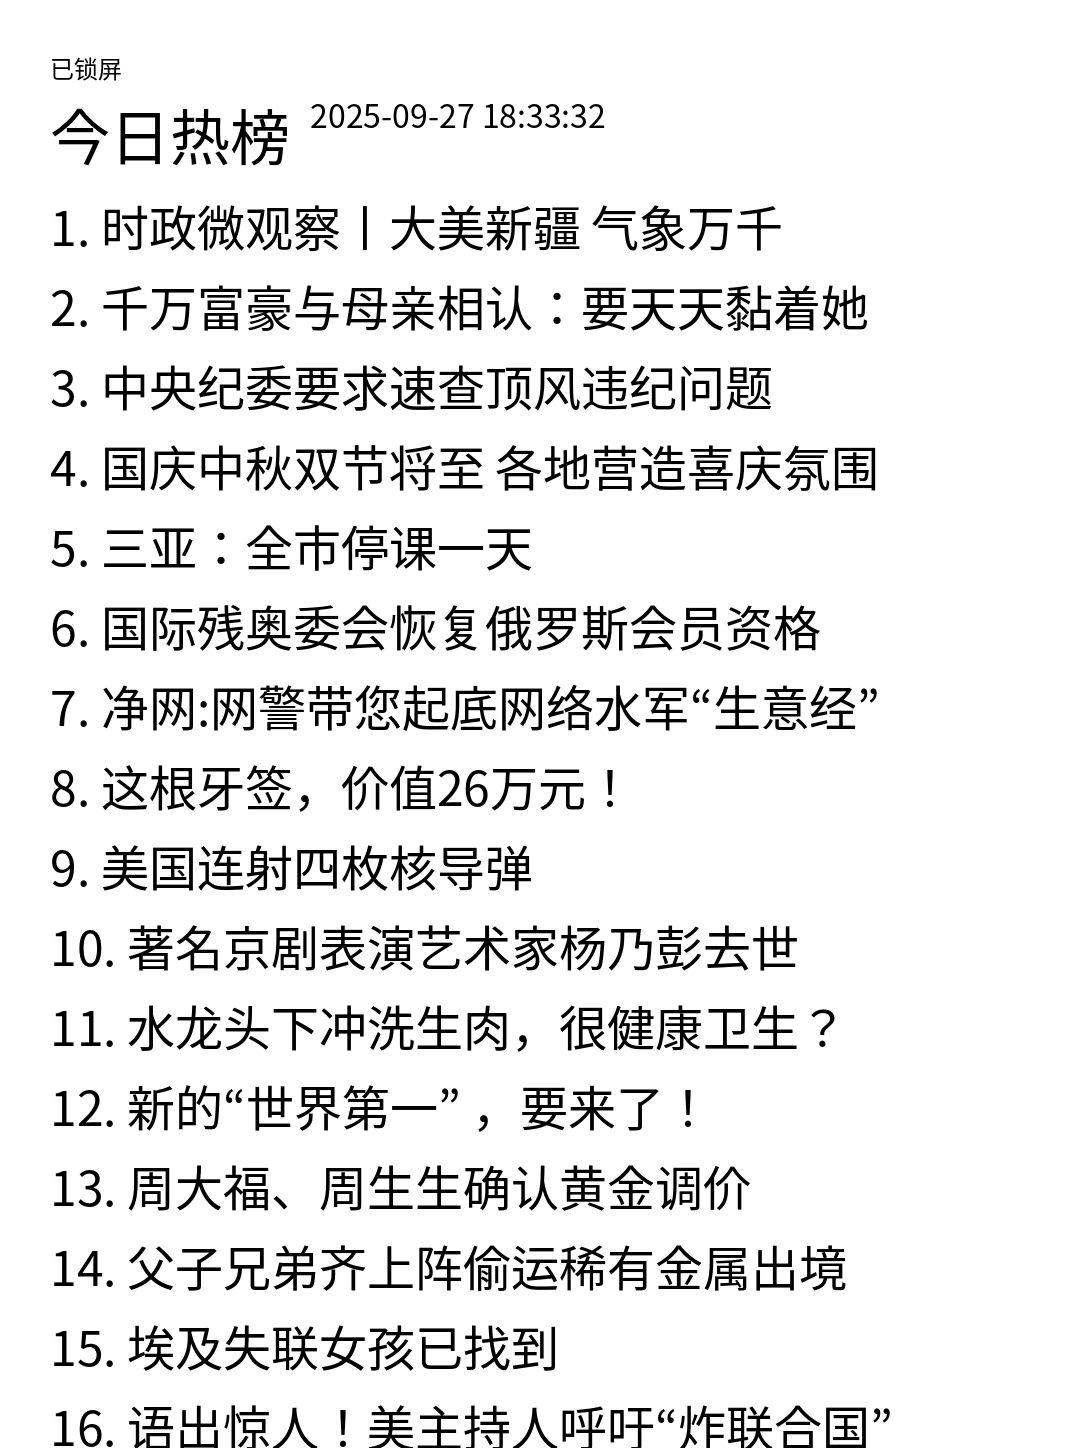 已锁屏
今日热榜 2025-09-27 18:33:32
1. 时政微观察丨大美新疆 气象万千
2. 千万富豪与母亲相认：要天天黏着她
3. 中央纪委要求速查顶风违纪问题
4. 国庆中秋双节将至 各地营造喜庆氛围
5. 三亚：全市停课一天
6. 国际残奥委会恢复俄罗斯会员资格
7. 净网:网警带您起底网络水军“生意经”
8. 这根牙签，价值26万元！
9. 美国连射四枚核导弹
10. 著名京剧表演艺术家杨乃彭去世
11. 水龙头下冲洗生肉，很健康卫生？
12. 新的“世界第一” ，要来了！
13. 周大福、周生生确认黄金调价
14. 父子兄弟齐上阵偷运稀有金属出境
15. 埃及失联女孩已找到
16. 语出惊人！美主持人呼吁“炸联合国”